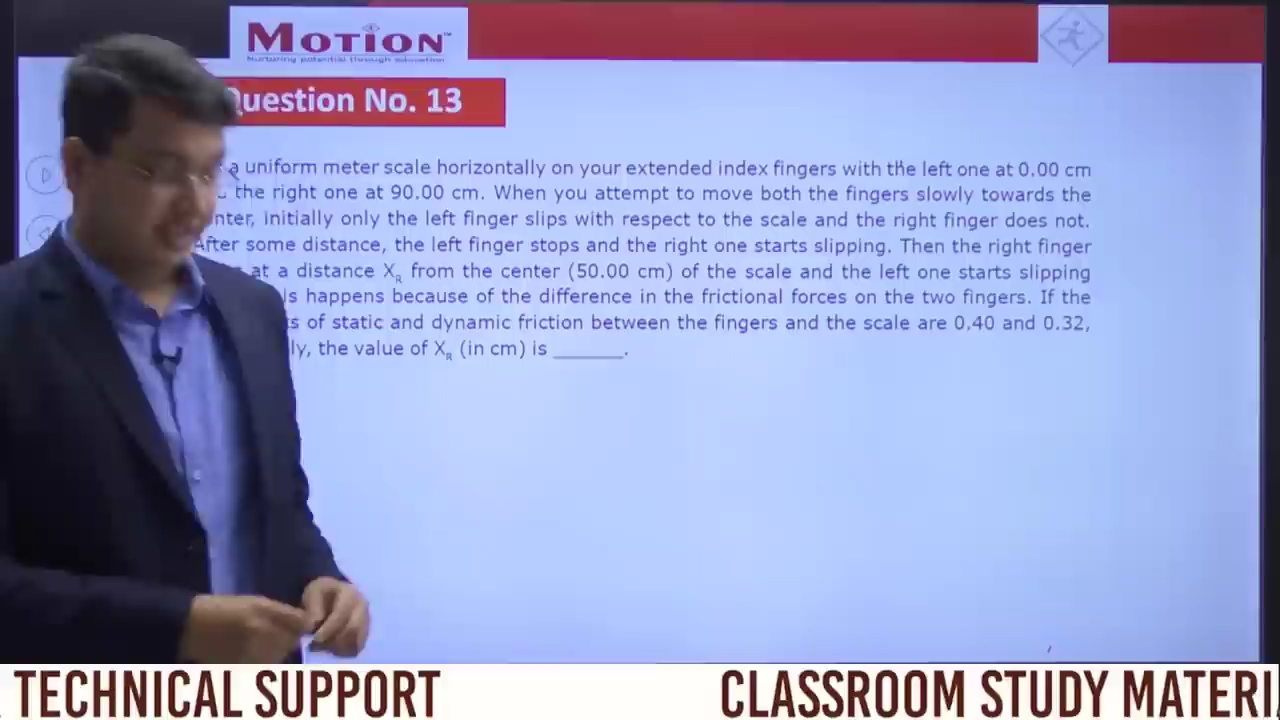 MOTION™
Nurturing potential through education
Question No. 13
a uniform meter scale horizontally on your extended index fingers with the left one at 0.00 cm
the right one at 90.00 cm. When you attempt to move both the fingers slowly towards the
nter, initially only the left finger slips with respect to the scale and the right finger does not.
After some distance, the left finger stops and the right one starts slipping. Then the right finger
at a distance X_R from the center (50.00 cm) of the scale and the left one starts slipping
is happens because of the difference in the frictional forces on the two fingers. If the
ts of static and dynamic friction between the fingers and the scale are 0.40 and 0.32,
ly, the value of X_R (in cm) is ______.
TECHNICAL SUPPORT
CLASSROOM STUDY MATERI